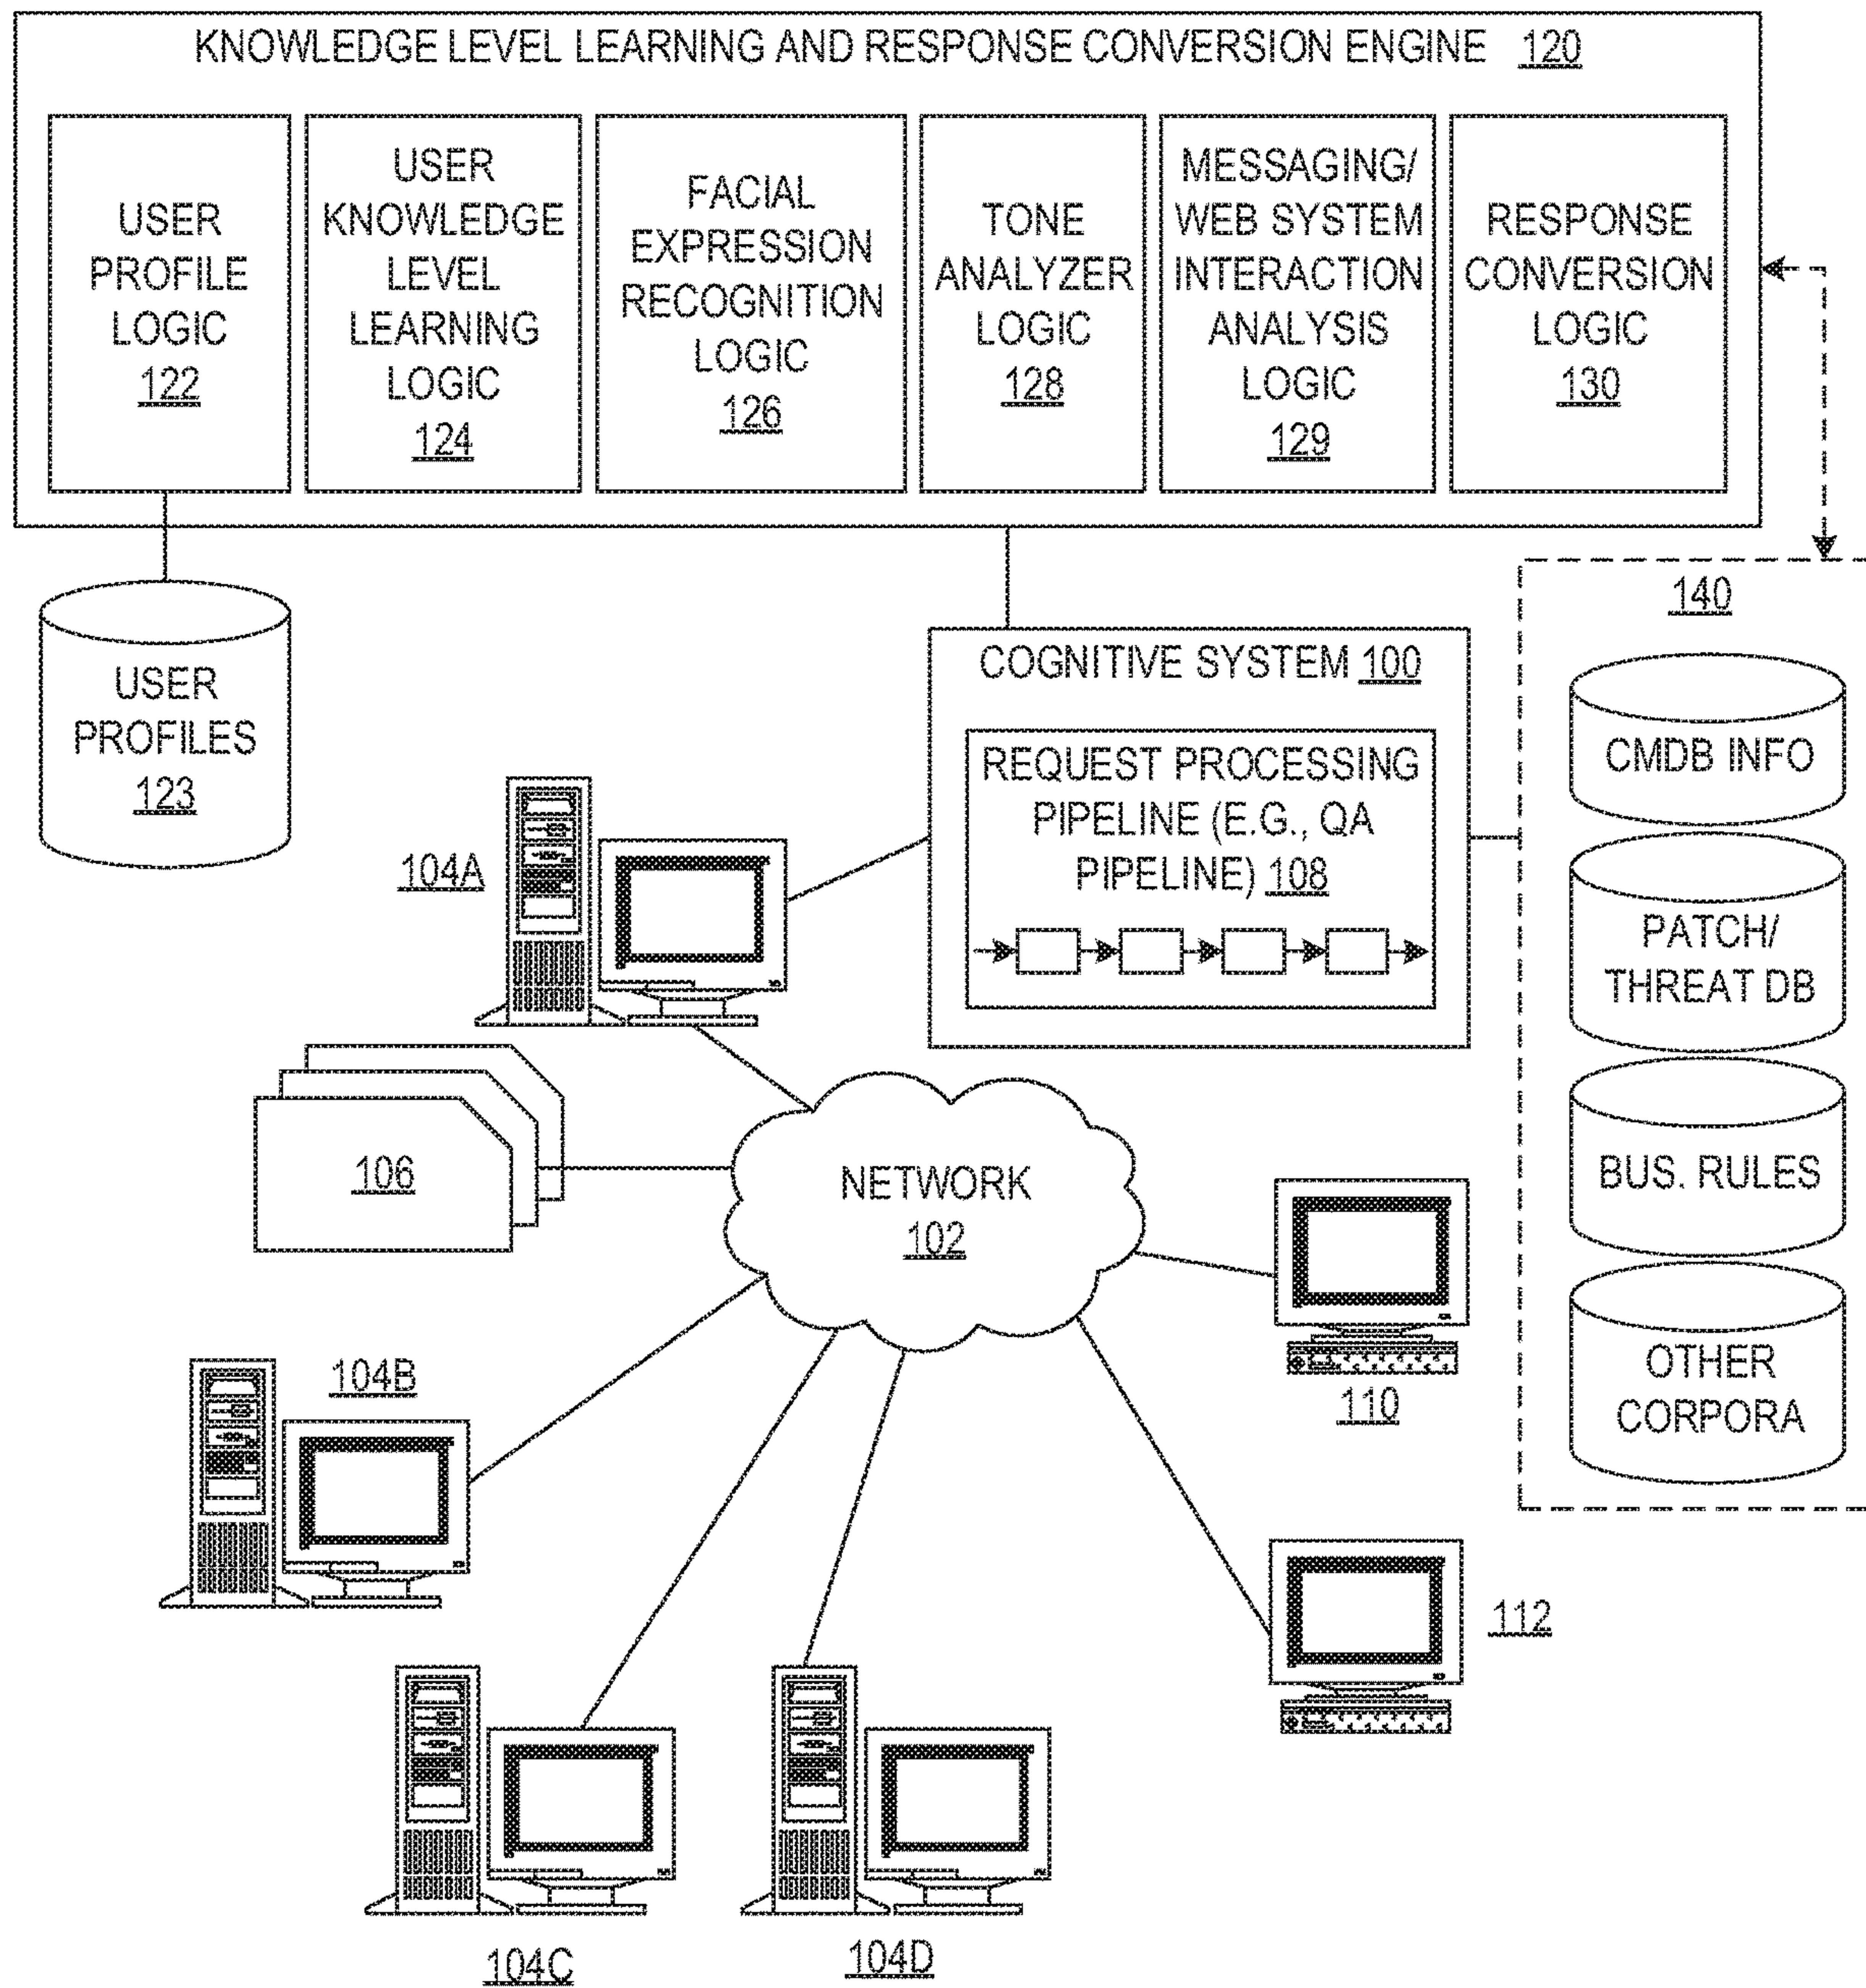 KNOWLEDGE LEVEL LEARNING AND RESPONSE CONVERSION ENGINE 120
USER
PROFILE
LOGIC
122
USER
KNOWLEDGE
LEVEL
LEARNING
LOGIC
124
FACIAL
EXPRESSION
RECOGNITION
LOGIC
126
TONE
ANALYZER
LOGIC
128
MESSAGING/
WEB SYSTEM
INTERACTION
ANALYSIS
LOGIC
129
RESPONSE
CONVERSION
LOGIC
130
USER
PROFILES
123
COGNITIVE SYSTEM 100
REQUEST PROCESSING
PIPELINE (E.G., QA
PIPELINE) 108
140
CMDB INFO
PATCH/
THREAT DB
BUS. RULES
OTHER
CORPORA
104A
106
NETWORK
102
110
104B
112
104C
104D